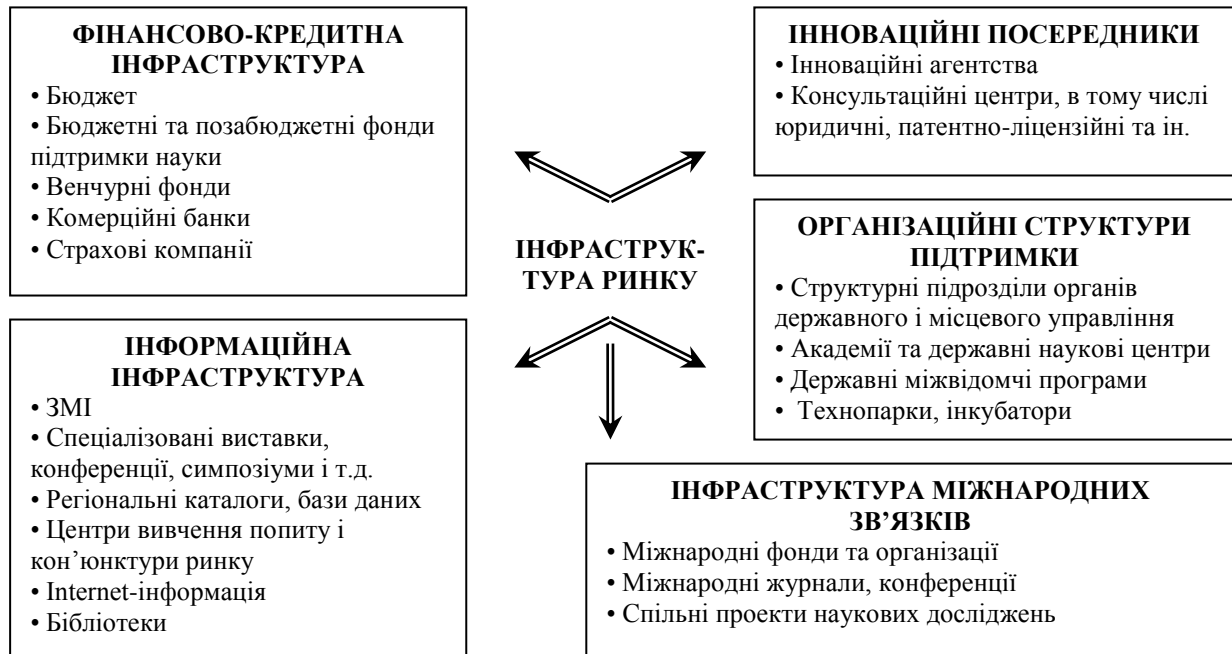 ФІНАНСОВО-КРЕДИТНА
ІНФРАСТРУКТУРА
• Бюджет
• Бюджетні та позабюджетні фонди
підтримки науки
• Венчурні фонди
• Комерційні банки
• Страхові компанії
ІННОВАЦІЙНІ ПОСЕРЕДНИКИ
• Інноваційні агентства
• Консультаційні центри, в тому числі
юридичні, патентно-ліцензійні та ін.
ІНФРАСТРУК-
ТУРА РИНКУ
ОРГАНІЗАЦІЙНІ СТРУКТУРИ
ПІДТРИМКИ
• Структурні підрозділи органів
державного і місцевого управління
• Академії та державні наукові центри
• Державні міжвідомчі програми
• Технопарки, інкубатори
ІНФОРМАЦІЙНА
ІНФРАСТРУКТУРА
• ЗМІ
• Спеціалізовані виставки,
конференції, симпозіуми і т.д.
• Регіональні каталоги, бази даних
• Центри вивчення попиту і
кон’юнктури ринку
• Internet-інформація
• Бібліотеки
ІНФРАСТРУКТУРА МІЖНАРОДНИХ
ЗВ’ЯЗКІВ
• Міжнародні фонди та організації
• Міжнародні журнали, конференції
• Спільні проекти наукових досліджень